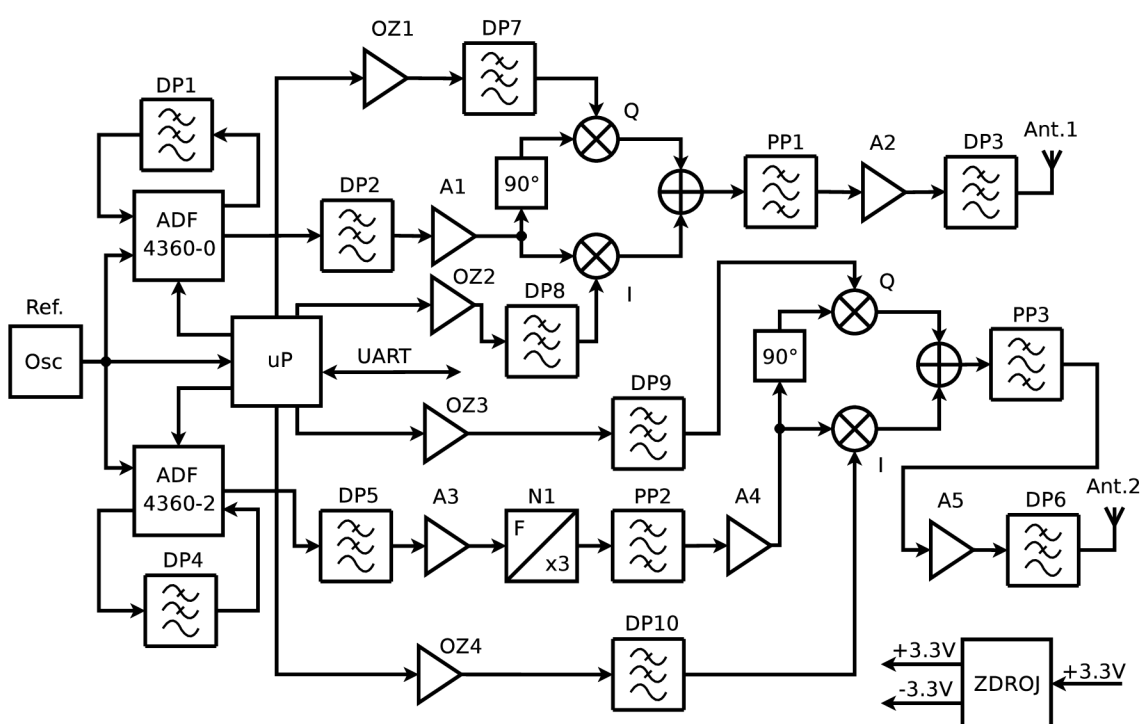 OZ1
DP7
DP1
Q
Ant.1
PP1
A2
DP3
DP2
A1
90°
ADF
4360-0
OZ2
DP8
I
Q
Ref.
Osc
uP
UART
90°
PP3
DP9
OZ3
I
ADF
4360-2
DP5
A3
N1
F
x3
PP2
A4
A5
DP6
Ant.2
DP4
OZ4
DP10
+3.3V
-3.3V
ZDROJ
+3.3V